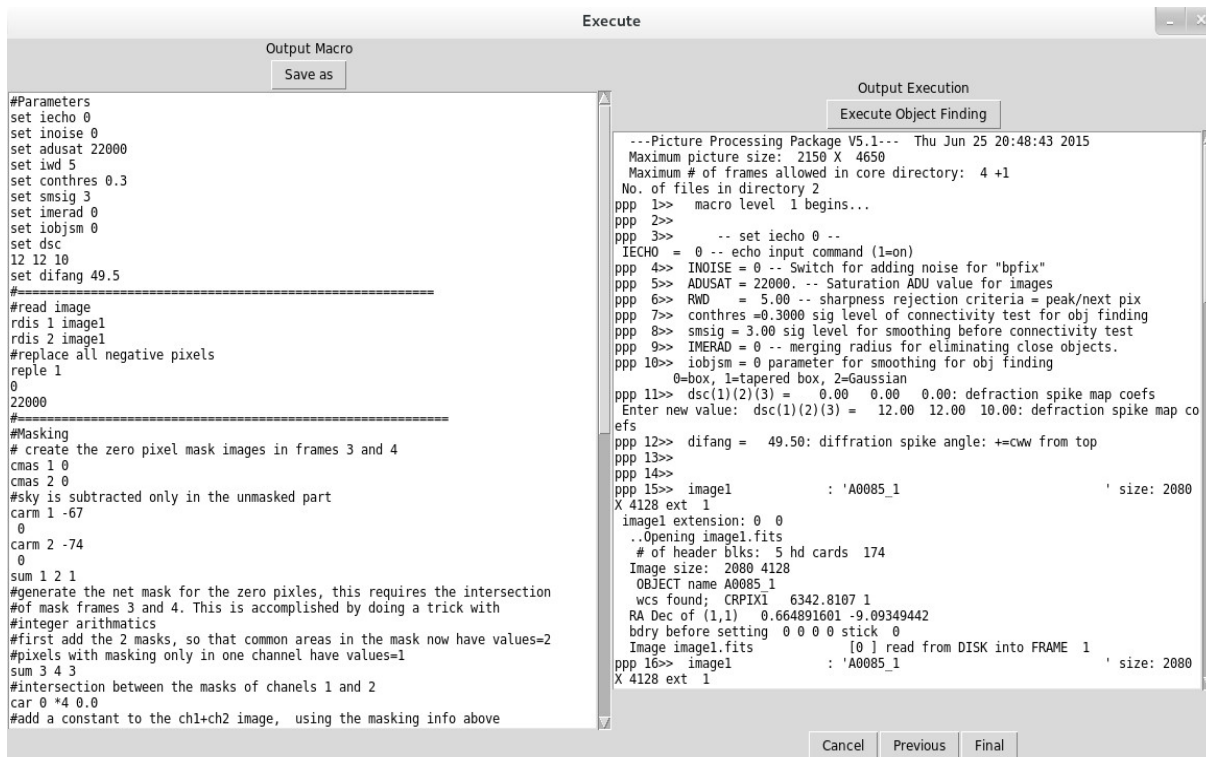 Execute
Output Macro
Save as
#Parameters
set iecho 0
set inoise 0
set adusat 22000
set iwd 5
set conthres 0.3
set smsig 3
set imerad 0
set iobjsm 0
set dsc
12 12 10
set difang 49.5
#=========================================================
#read image
rdis 1 image1
rdis 2 image1
#replace all negative pixels
reple 1
0
22000
#===========================================================
#Masking
# create the zero pixel mask images in frames 3 and 4
cmas 1 0
cmas 2 0
#sky is subtracted only in the unmasked part
carm 1 -67
0
carm 2 -74
0
sum 1 2 1
#generate the net mask for the zero pixles, this requires the intersection
#of mask frames 3 and 4. This is accomplished by doing a trick with
#integer arithmatics
#first add the 2 masks, so that common areas in the mask now have values=2
#pixels with masking only in one channel have values=1
sum 3 4 3
#intersection between the masks of chanels 1 and 2
car 0 *4 0.0
#add a constant to the ch1+ch2 image,  using the masking info above
Output Execution
Execute Object Finding
---Picture Processing Package V5.1---  Thu Jun 25 20:48:43 2015
Maximum picture size:  2150 X  4650
Maximum # of frames allowed in core directory:  4 +1
No. of files in directory 2
ppp  1>>   macro level  1 begins...
ppp  2>>
ppp  3>>      -- set iecho 0 --
IECHO  =  0 -- echo input command (1=on)
ppp  4>>  INOISE = 0 -- Switch for adding noise for "bpfix"
ppp  5>>  ADUSAT = 22000. -- Saturation ADU value for images
ppp  6>>  RWD    =  5.00 -- sharpness rejection criteria = peak/next pix
ppp  7>>  conthres =0.3000 sig level of connectivity test for obj finding
ppp  8>>  smsig = 3.00 sig level for smoothing before connectivity test
ppp  9>>  IMERAD = 0 -- merging radius for eliminating close objects.
ppp 10>>  iobjsm = 0 parameter for smoothing for obj finding
0=box, 1=tapered box, 2=Gaussian
ppp 11>>  dsc(1)(2)(3) =    0.00   0.00   0.00: defraction spike map coefs
Enter new value:  dsc(1)(2)(3) =   12.00  12.00  10.00: defraction spike map co
efs
ppp 12>>  difang =   49.50: diffration spike angle: +=cww from top
ppp 13>>
ppp 14>>
ppp 15>>  image1             : 'A0085_1                            ' size: 2080
X 4128 ext  1
image1 extension: 0  0
..Opening image1.fits
# of header blks:  5 hd cards  174
Image size:  2080 4128
OBJECT name A0085_1
wcs found;  CRPIX1   6342.8107 1
RA Dec of (1,1)   0.664891601 -9.09349442
bdry before setting  0 0 0 0 stick  0
Image image1.fits             [0 ] read from DISK into FRAME  1
ppp 16>>  image1             : 'A0085_1                            ' size: 2080
X 4128 ext  1
Cancel
Previous
Final